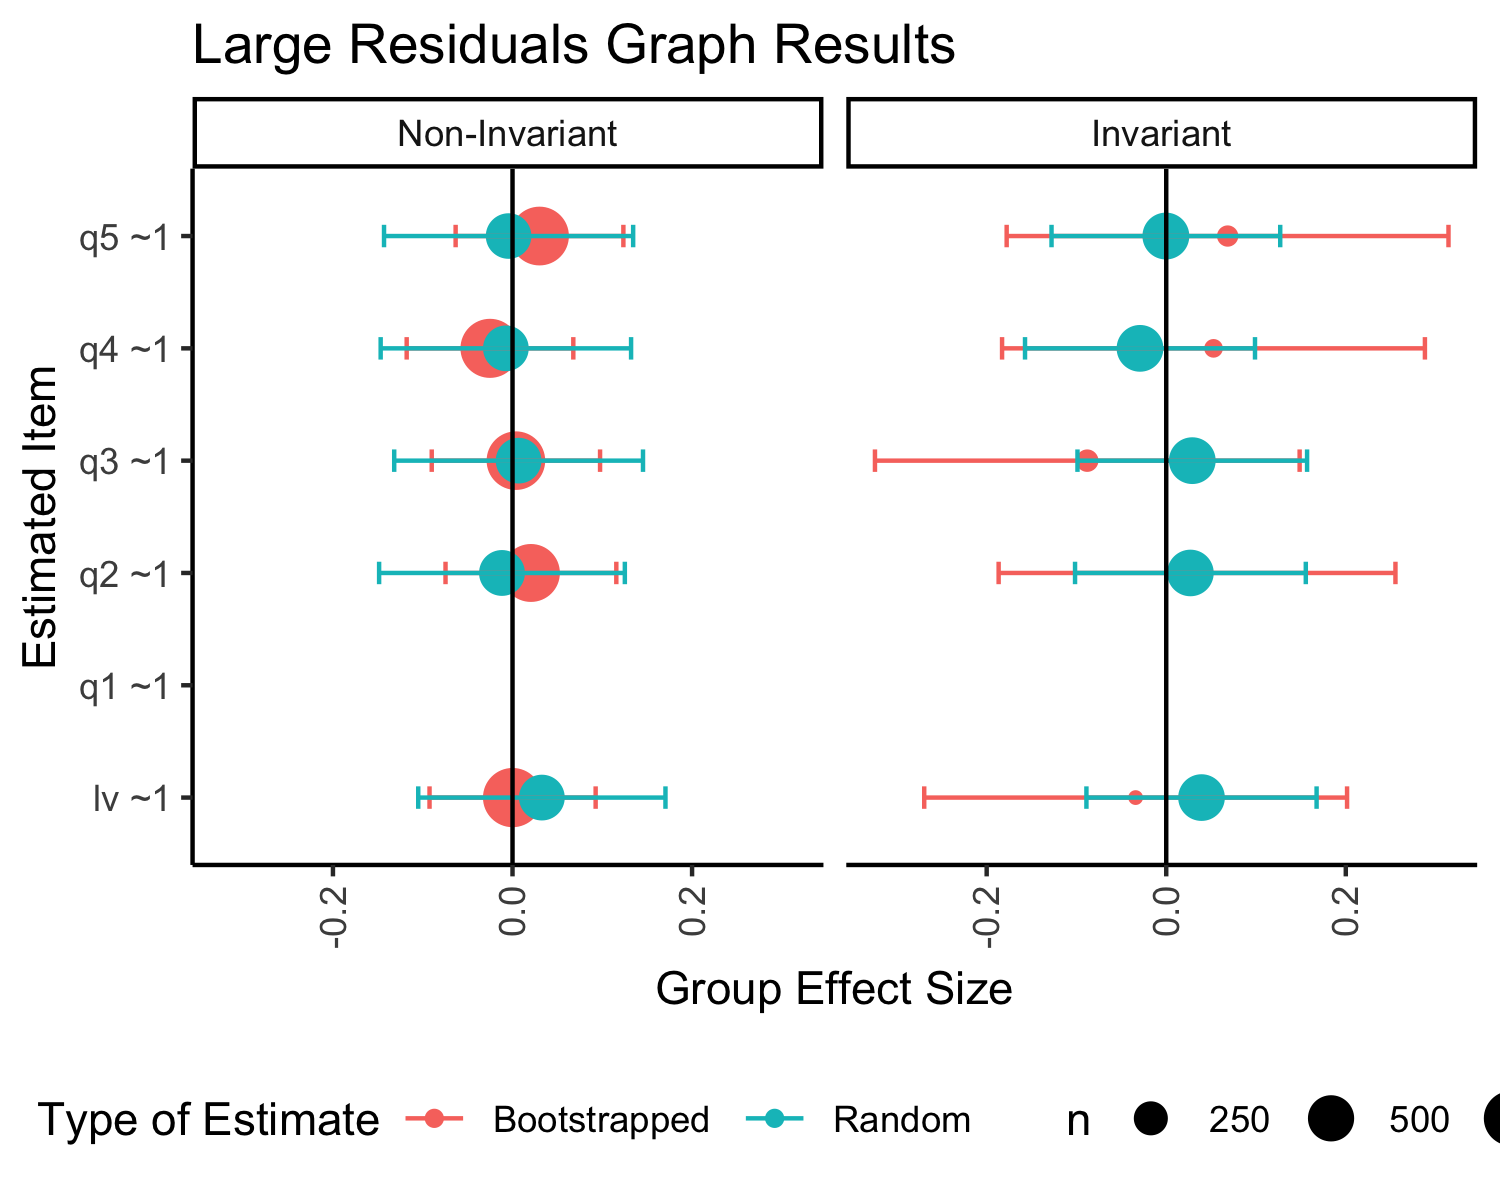 Large Residuals Graph Results
Non-Invariant
Invariant
Estimated Item
q5 ~1
q4 ~1
q3 ~1
q2 ~1
q1 ~1
lv ~1
-0.2
0.0
0.2
-0.2
0.0
0.2
Group Effect Size
Type of Estimate Bootstrapped Random n 250 500